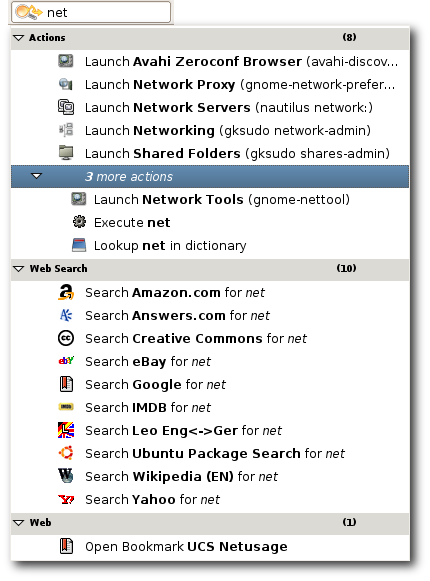 net
Actions (8)
Launch Avahi Zeroconf Browser (avahi-discov...
Launch Network Proxy (gnome-network-prefer...
Launch Network Servers (nautilus network:)
Launch Networking (gksudo network-admin)
Launch Shared Folders (gksudo shares-admin)
3 more actions
Launch Network Tools (gnome-nettool)
Execute net
Lookup net in dictionary
Web Search (10)
Search Amazon.com for net
Search Answers.com for net
Search Creative Commons for net
Search eBay for net
Search Google for net
Search IMDB for net
Search Leo Eng<->Ger for net
Search Ubuntu Package Search for net
Search Wikipedia (EN) for net
Search Yahoo for net
Web (1)
Open Bookmark UCS Netusage